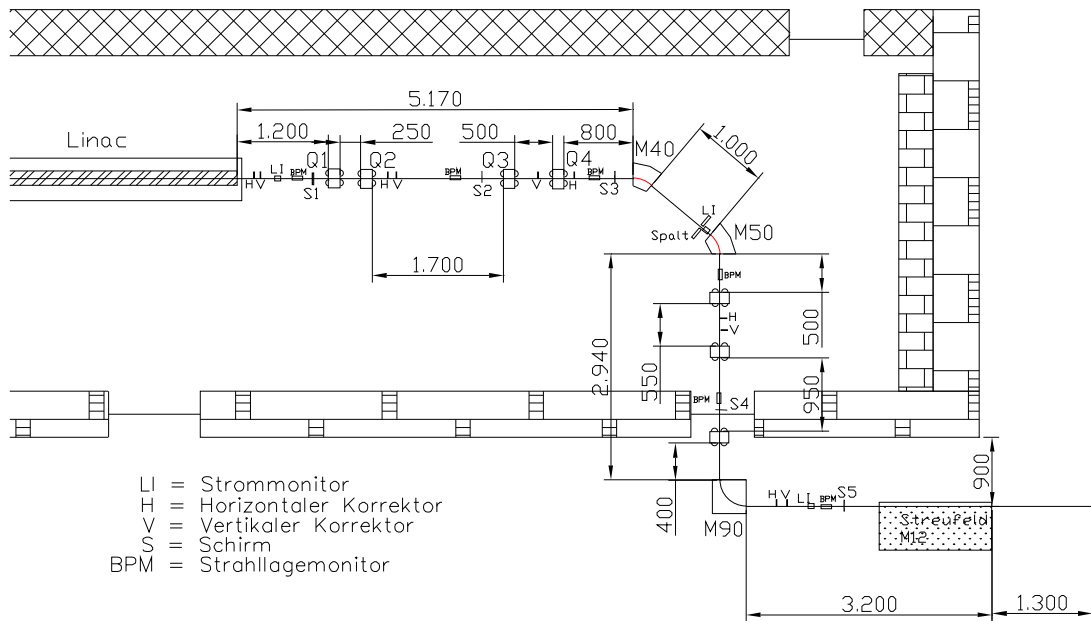 5.170
Linac
1.200
250
500
800
M40
1.000
Q1
Q2
Q3
Q4
H V
LI
BPM
S1
H V
BPM
S2
V
H
BPM
S3
LI
Spalt
M50
1.700
BPM
H
V
500
2.940
550
950
BPM
S4
900
400
M90
H V
LI
BPM
S5
Streufeld
M12
LI = Strommonitor
H = Horizontaler Korrektor
V = Vertikaler Korrektor
S = Schirm
BPM = Strahllagemonitor
3.200
1.300